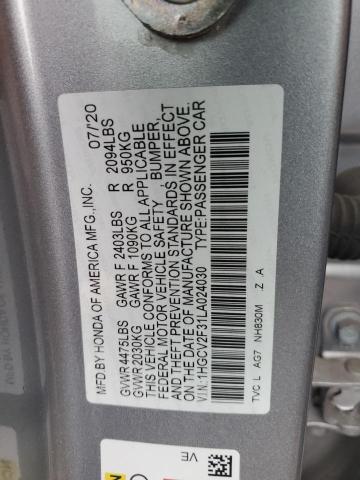 MFD.BY HONDA OF AMERICA MFG.,INC. 07/'20
GVWR 4475LBS GAWR F 2403LBS R 2094LBS
GVWR 2030KG GAWR F 1090KG R 950KG
THIS VEHICLE CONFORMS TO ALL APPLICABLE
FEDERAL MOTOR VEHICLE SAFETY, BUMPER,
THEFT PREVENTION STANDARDS IN EFFECT
ON THE DATE OF MANUFACTURE SHOWN ABOVE.
V.I.N.:1HGCV2F31LA024030 TYPE:PASSENGER CAR
TVC L AG7 NH830M Z A
VE